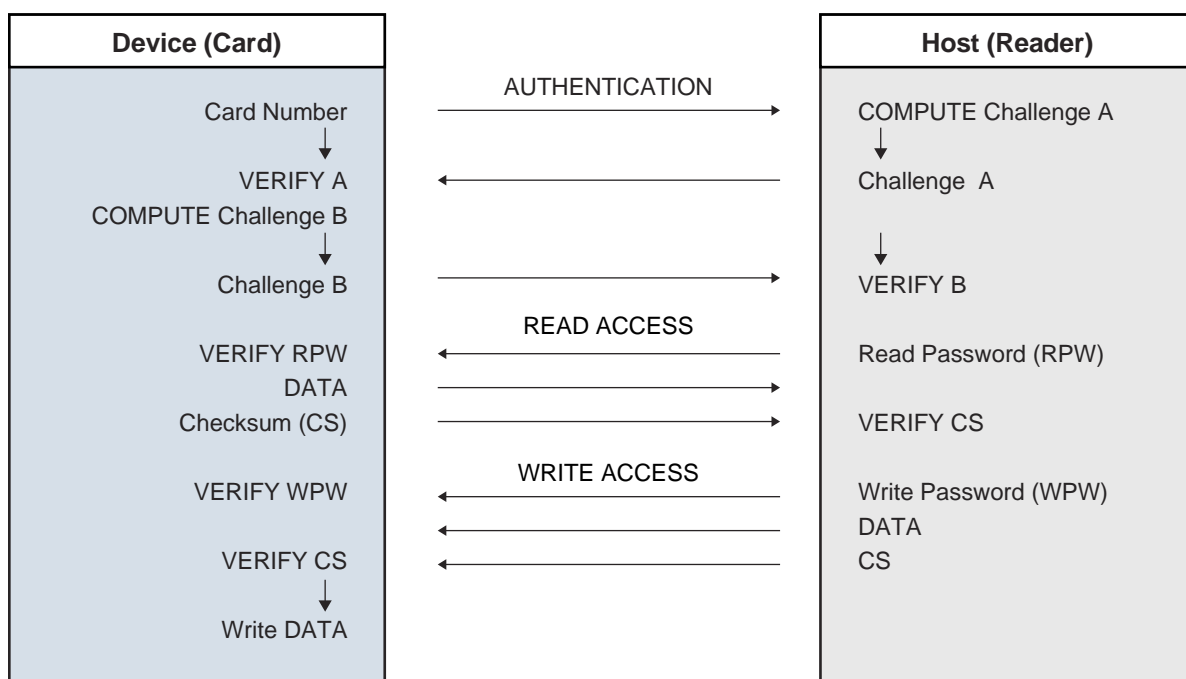 Device (Card)
Host (Reader)
AUTHENTICATION
Card Number
COMPUTE Challenge A
VERIFY A
Challenge A
COMPUTE Challenge B
Challenge B
VERIFY B
READ ACCESS
VERIFY RPW
Read Password (RPW)
DATA
Checksum (CS)
VERIFY CS
WRITE ACCESS
VERIFY WPW
Write Password (WPW)
DATA
VERIFY CS
CS
Write DATA